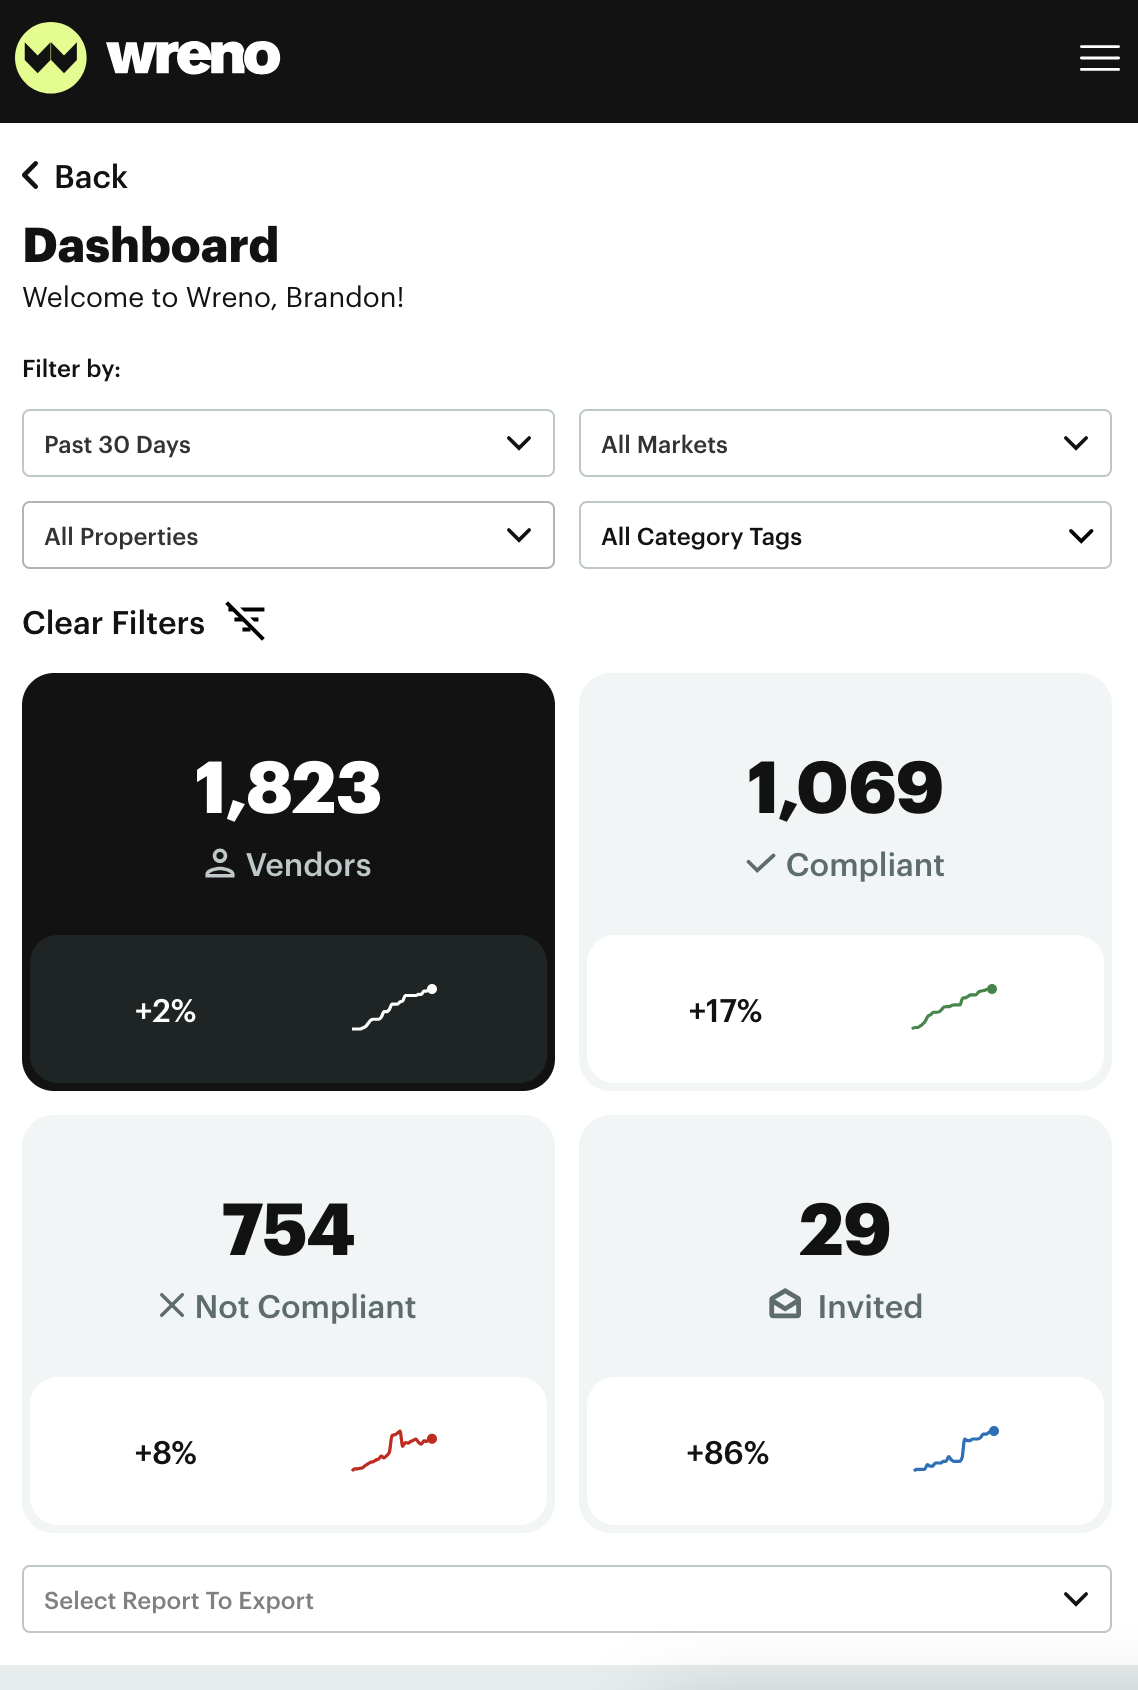 wreno
Back
Dashboard
Welcome to Wreno, Brandon!
Filter by:
Past 30 Days
All Markets
All Properties
All Category Tags
Clear Filters
1,823
Vendors
+2%
1,069
Compliant
+17%
754
Not Compliant
+8%
29
Invited
+86%
Select Report To Export